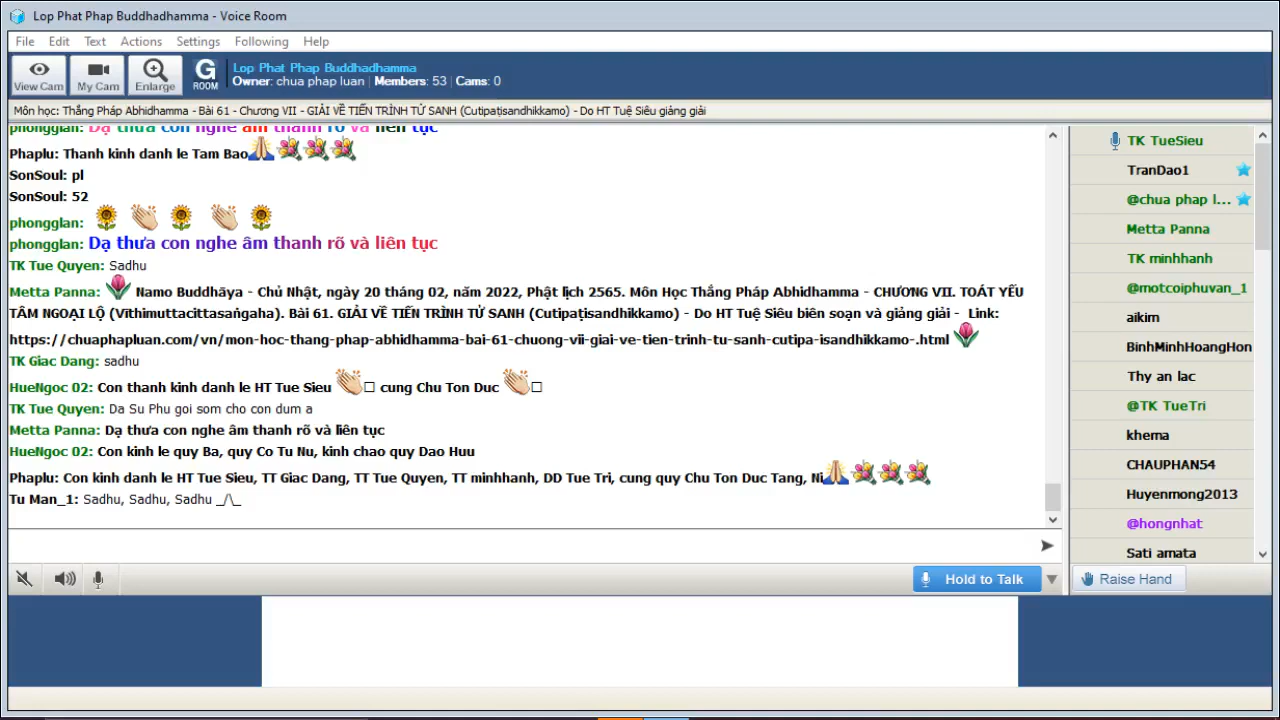 Lop Phat Phap Buddhadhamma - Voice Room
File Edit Text Actions Settings Following Help
View Cam My Cam Enlarge G ROOM
Lop Phat Phap Buddhadhamma
Owner: chua phap luan | Members: 53 | Cams: 0
Môn học: Thắng Pháp Abhidhamma - Bài 61 - Chương VII - GIẢI VỀ TIẾN TRÌNH TỬ SANH (Cutipaṭisandhikkamo) - Do HT Tuệ Siêu giảng giải
phongglan: Dạ thưa con nghe âm thanh rõ và liên tục
Phaplu: Thanh kinh danh le Tam Bao
SonSoul: pl
SonSoul: 52
phongglan:
phongglan: Dạ thưa con nghe âm thanh rõ và liên tục
TK Tue Quyen: Sadhu
Metta Panna: Namo Buddhāya - Chủ Nhật, ngày 20 tháng 02, năm 2022, Phật lịch 2565. Môn Học Thắng Pháp Abhidhamma - CHƯƠNG VII. TOÁT YẾU
TÂM NGOẠI LỘ (Vīthimuttacittasaṅgaha). Bài 61. GIẢI VỀ TIẾN TRÌNH TỬ SANH (Cutipaṭisandhikkamo) - Do HT Tuệ Siêu biên soạn và giảng giải - Link:
https://chuaphapluan.com/vn/mon-hoc-thang-phap-abhidhamma-bai-61-chuong-vii-giai-ve-tien-trinh-tu-sanh-cutipa-isandhikkamo-.html
TK Giac Dang: sadhu
HueNgoc 02: Con thanh kinh danh le HT Tue Sieu cung Chu Ton Duc
TK Tue Quyen: Da Su Phu goi som cho con dum a
Metta Panna: Dạ thưa con nghe âm thanh rõ và liên tục
HueNgoc 02: Con kinh le quy Ba, quy Co Tu Nu, kinh chao quy Dao Huu
Phaplu: Con kinh danh le HT Tue Sieu, TT Giac Dang, TT Tue Quyen, TT minhhanh, DD Tue Tri, cung quy Chu Ton Duc Tang, Ni
Tu Man_1: Sadhu, Sadhu, Sadhu _/\_
TK TueSieu
TranDao1
@chua phap l...
Metta Panna
TK minhhanh
@motcoiphuvan_1
aikim
BinhMinhHoangHon
Thy an lac
@TK TueTri
khema
CHAUPHAN54
Huyenmong2013
@hongnhat
Sati amata
Hold to Talk
Raise Hand